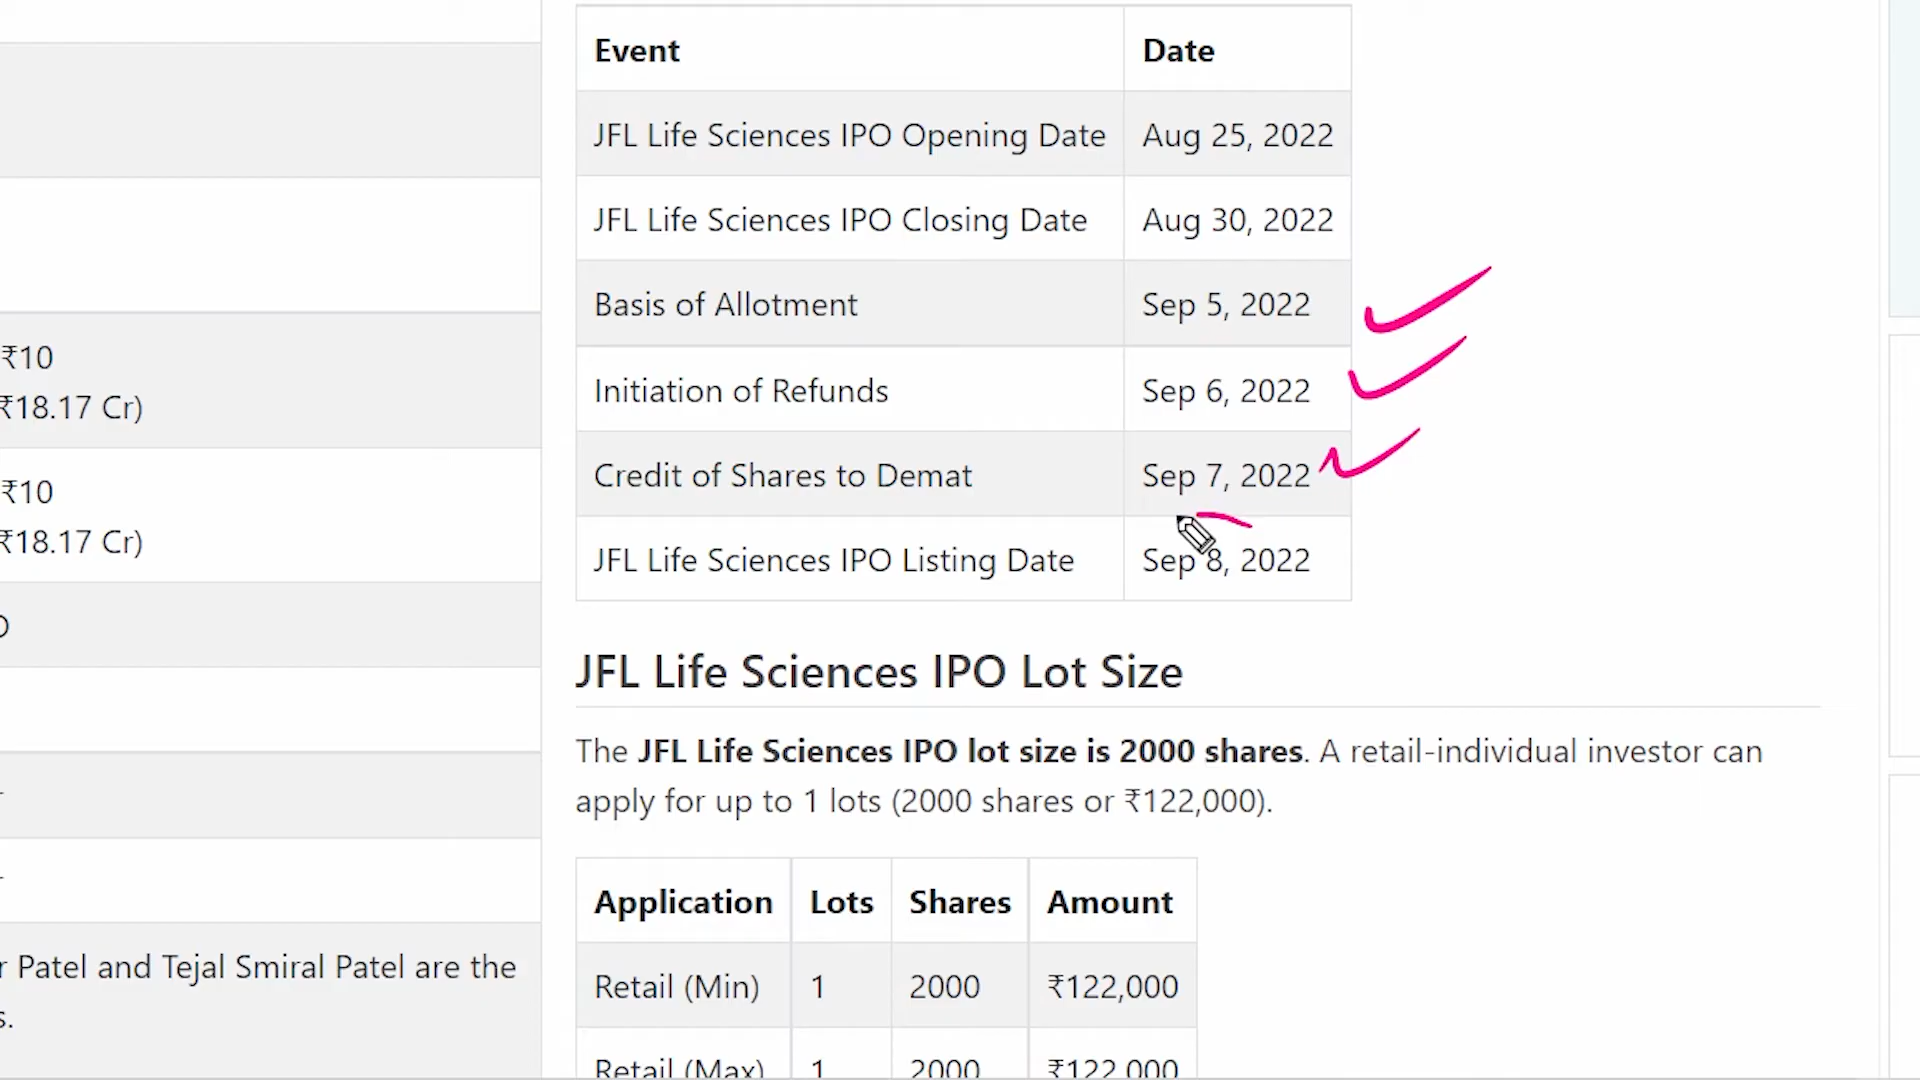 ₹10
₹18.17 Cr)
₹10
₹18.17 Cr)
r Patel and Tejal Smiral Patel are the
s.
Event Date
JFL Life Sciences IPO Opening Date Aug 25, 2022
JFL Life Sciences IPO Closing Date Aug 30, 2022
Basis of Allotment Sep 5, 2022
Initiation of Refunds Sep 6, 2022
Credit of Shares to Demat Sep 7, 2022
JFL Life Sciences IPO Listing Date Sep 8, 2022
JFL Life Sciences IPO Lot Size
The JFL Life Sciences IPO lot size is 2000 shares. A retail-individual investor can
apply for up to 1 lots (2000 shares or ₹122,000).
Application Lots Shares Amount
Retail (Min) 1 2000 ₹122,000
Retail (Max) 1 2000 ₹122,000